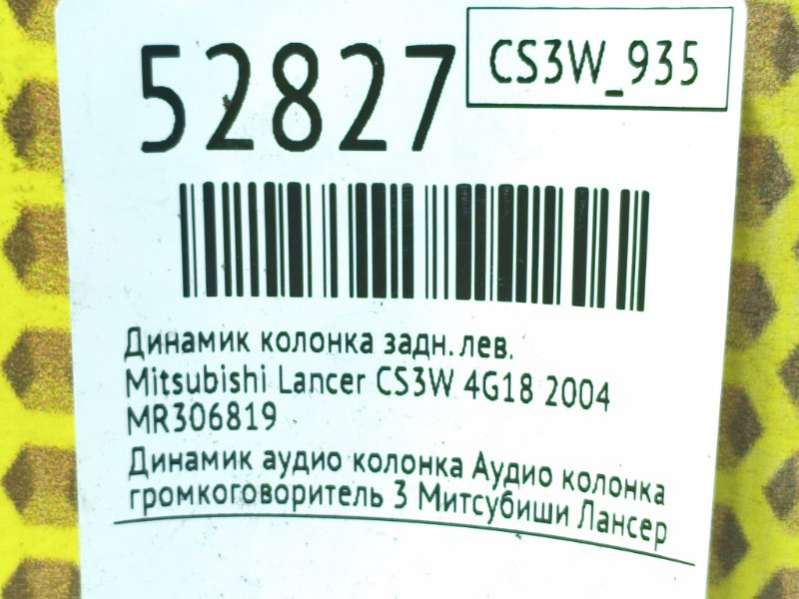 52827
CS3W_935
Динамик колонка задн. лев.
Mitsubishi Lancer CS3W 4G18 2004
MR306819
Динамик аудио колонка Аудио колонка
громкоговоритель 3 Митсубиши Лансер